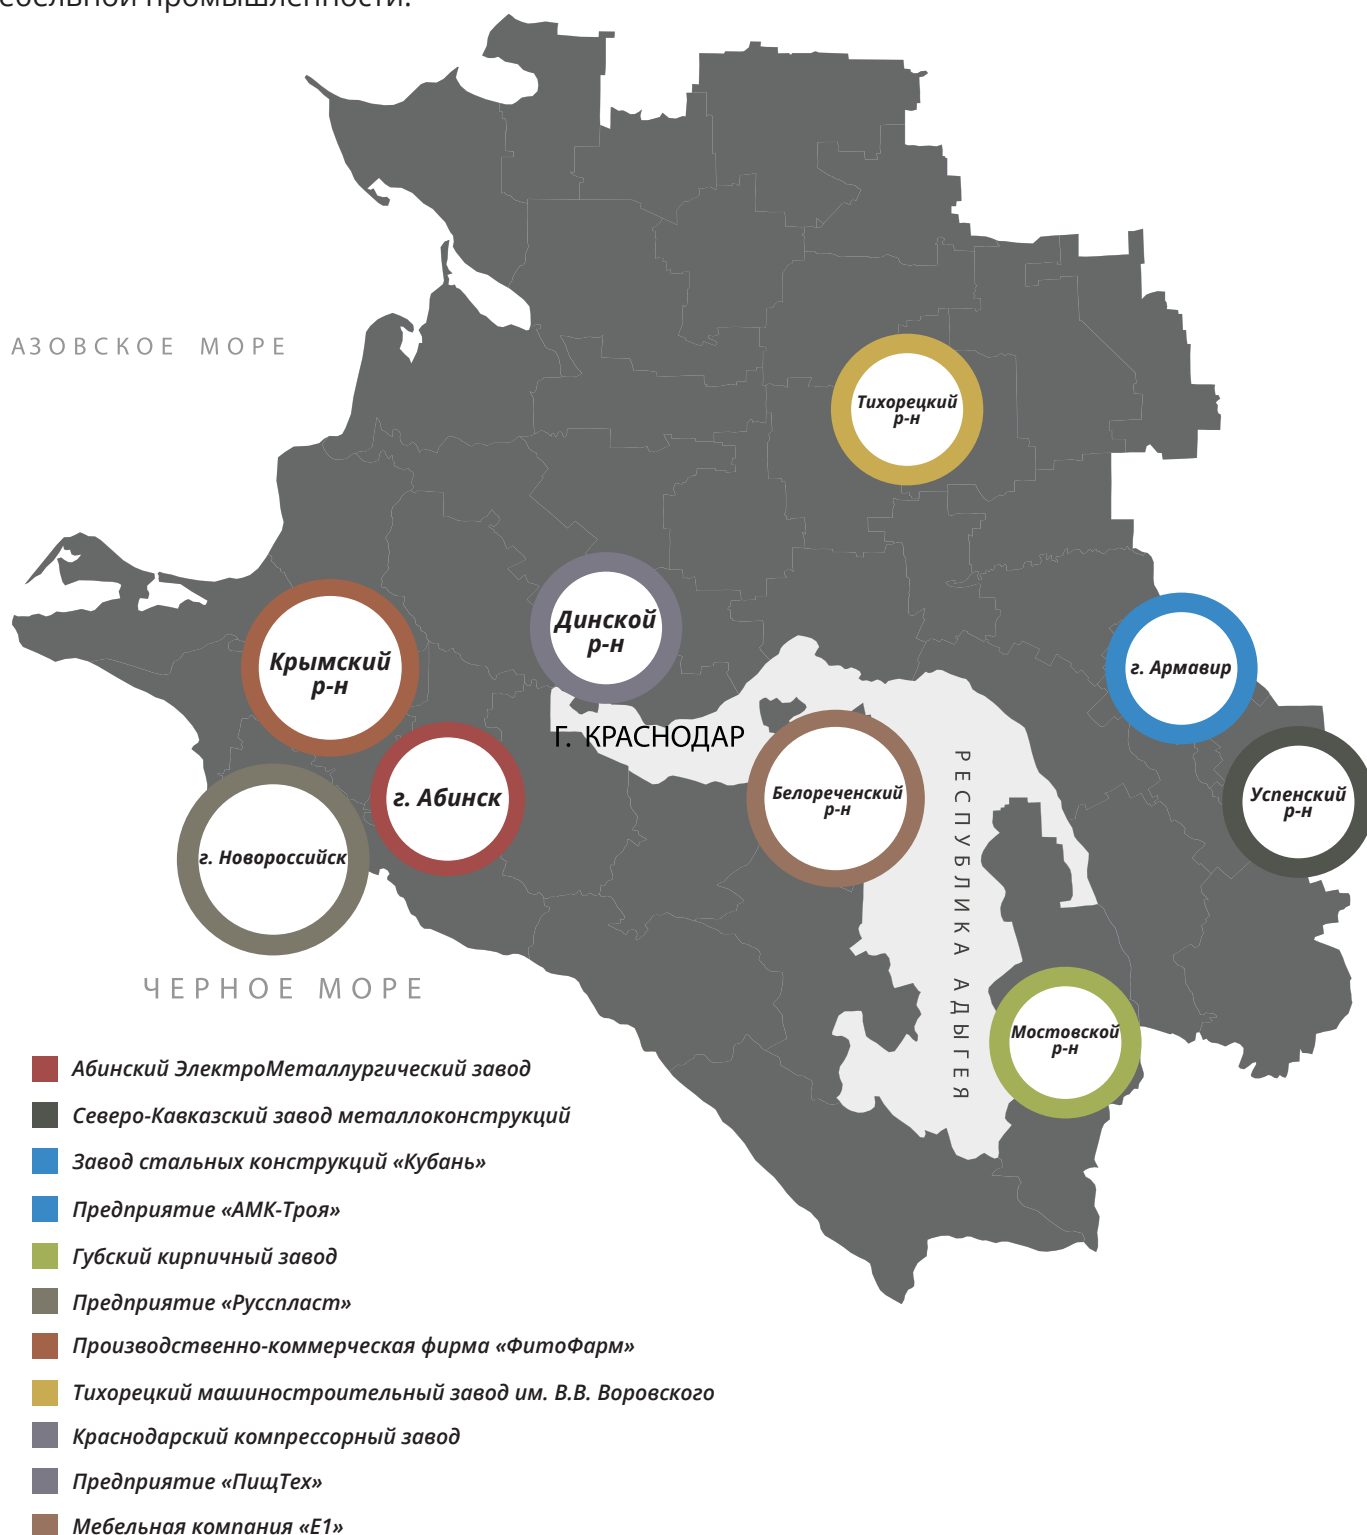 ебельной промышленности.
АЗОВСКОЕ МОРЕ
Тихорецкий
р-н
Динской
р-н
Крымский
р-н
г. Армавир
Г. КРАСНОДАР
г. Абинск
Белореченский
р-н
Успенский
р-н
г. Новороссийск
РЕСПУБЛИКА АДЫГЕЯ
ЧЕРНОЕ МОРЕ
Мостовской
р-н
Абинский ЭлектроМеталлургический завод
Северо-Кавказский завод металлоконструкций
Завод стальных конструкций «Кубань»
Предприятие «АМК-Троя»
Губский кирпичный завод
Предприятие «Русспласт»
Производственно-коммерческая фирма «ФитоФарм»
Тихорецкий машиностроительный завод им. В.В. Воровского
Краснодарский компрессорный завод
Предприятие «ПищТех»
Мебельная компания «Е1»